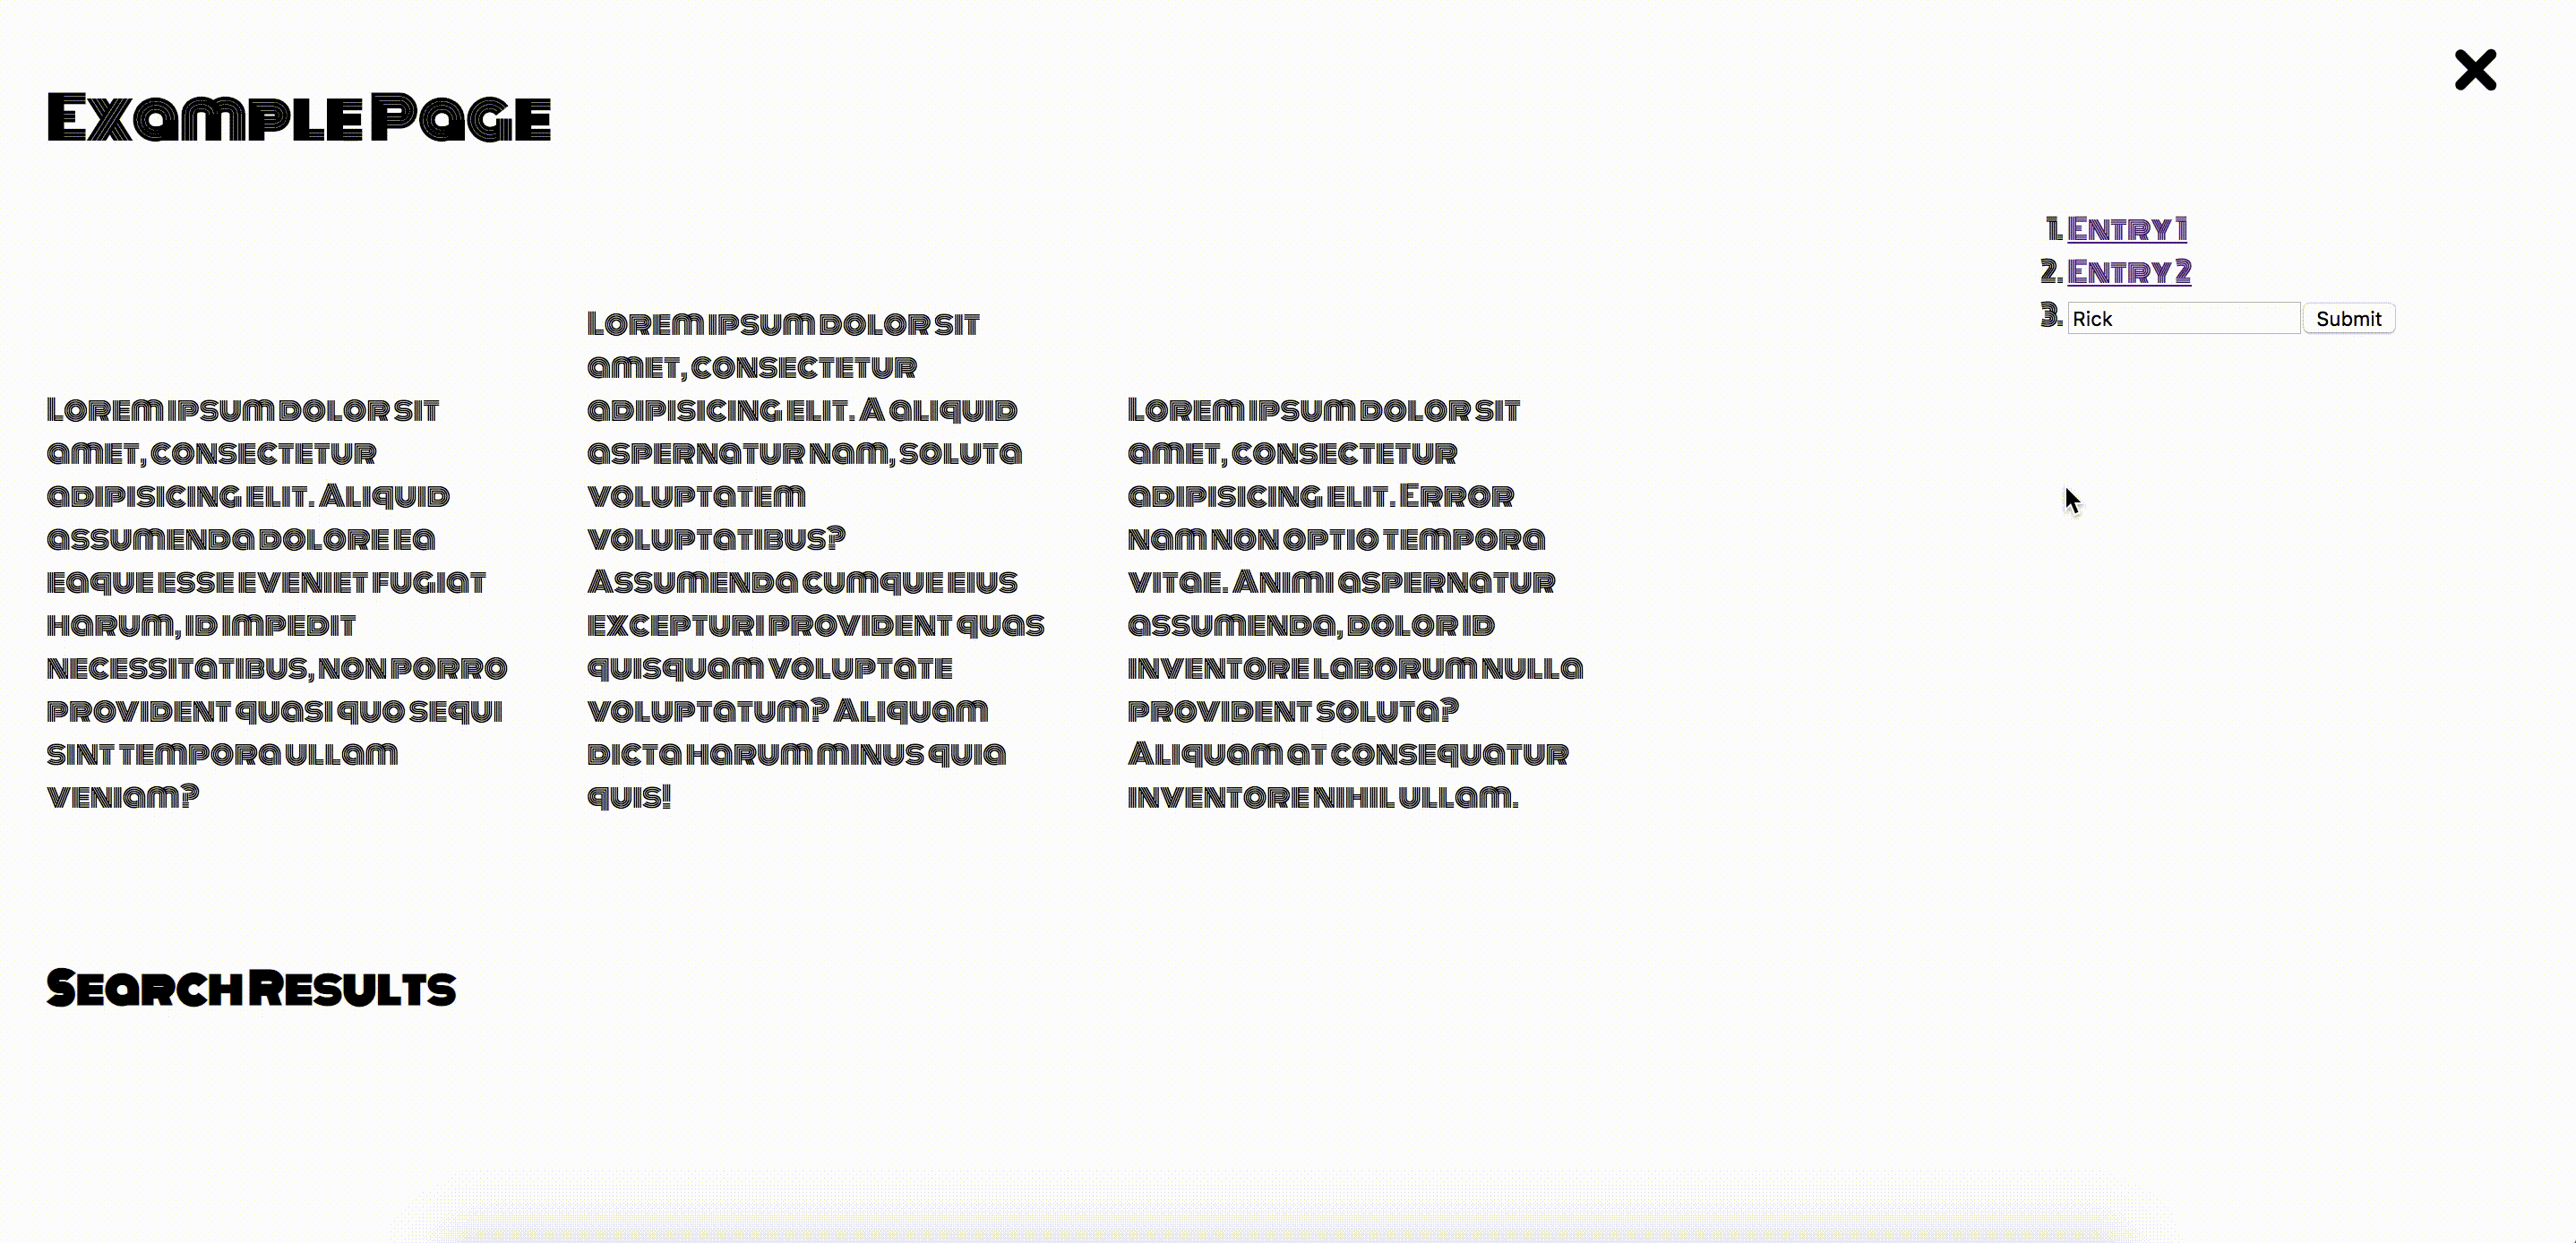 Example Page
1. Entry 1
2. Entry 2
3. Rick Submit
Lorem ipsum dolor sit
amet, consectetur
adipisicing elit. Aliquid
assumenda dolore ea
eaque esse eveniet fugiat
harum, id impedit
necessitatibus, non porro
provident quasi quo sequi
sint tempora ullam
veniam?
Lorem ipsum dolor sit
amet, consectetur
adipisicing elit. A aliquid
aspernatur nam, soluta
voluptatem
voluptatibus?
Assumenda cumque eius
excepturi provident quas
quisquam voluptate
voluptatum? Aliquam
dicta harum minus quia
quis!
Lorem ipsum dolor sit
amet, consectetur
adipisicing elit. Error
nam non optio tempora
vitae. Animi aspernatur
assumenda, dolor id
inventore laborum nulla
provident soluta?
Aliquam at consequatur
inventore nihil ullam.
Search Results